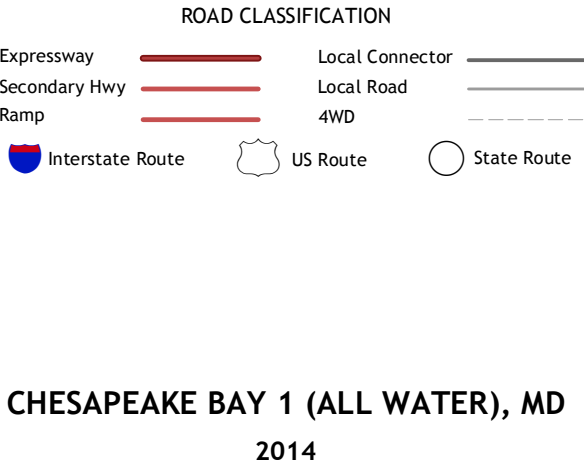 ROAD CLASSIFICATION
Expressway
Local Connector
Secondary Hwy
Local Road
Ramp
4WD
Interstate Route
US Route
State Route
CHESAPEAKE BAY 1 (ALL WATER), MD
2014